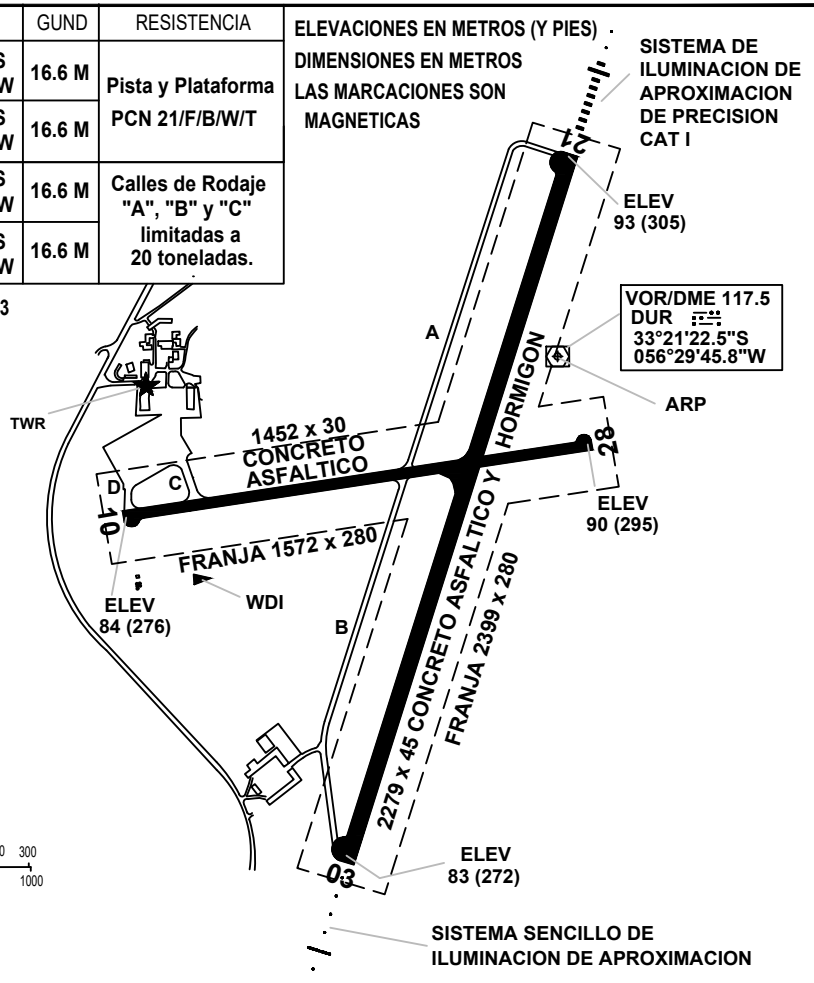 GUND RESISTENCIA
S
W 16.6 M
Pista y Plataforma
PCN 21/F/B/W/T
S
W 16.6 M
S
W 16.6 M
Calles de Rodaje
"A", "B" y "C"
limitadas a
20 toneladas.
S
W 16.6 M
3
ELEVACIONES EN METROS (Y PIES)
DIMENSIONES EN METROS
LAS MARCACIONES SON
MAGNETICAS
SISTEMA DE
ILUMINACION DE
APROXIMACION
DE PRECISION
CAT I
21
ELEV
93 (305)
VOR/DME 117.5
DUR
33°21'22.5"S
056°29'45.8"W
ARP
A
TWR
1452 x 30
CONCRETO
ASFALTICO
D
C
10
28
ELEV
90 (295)
FRANJA 1572 x 280
WDI
ELEV
84 (276)
B
2279 x 45 CONCRETO ASFALTICO Y HORMIGON
FRANJA 2399 x 280
03
ELEV
83 (272)
0 300
1000
SISTEMA SENCILLO DE
ILUMINACION DE APROXIMACION